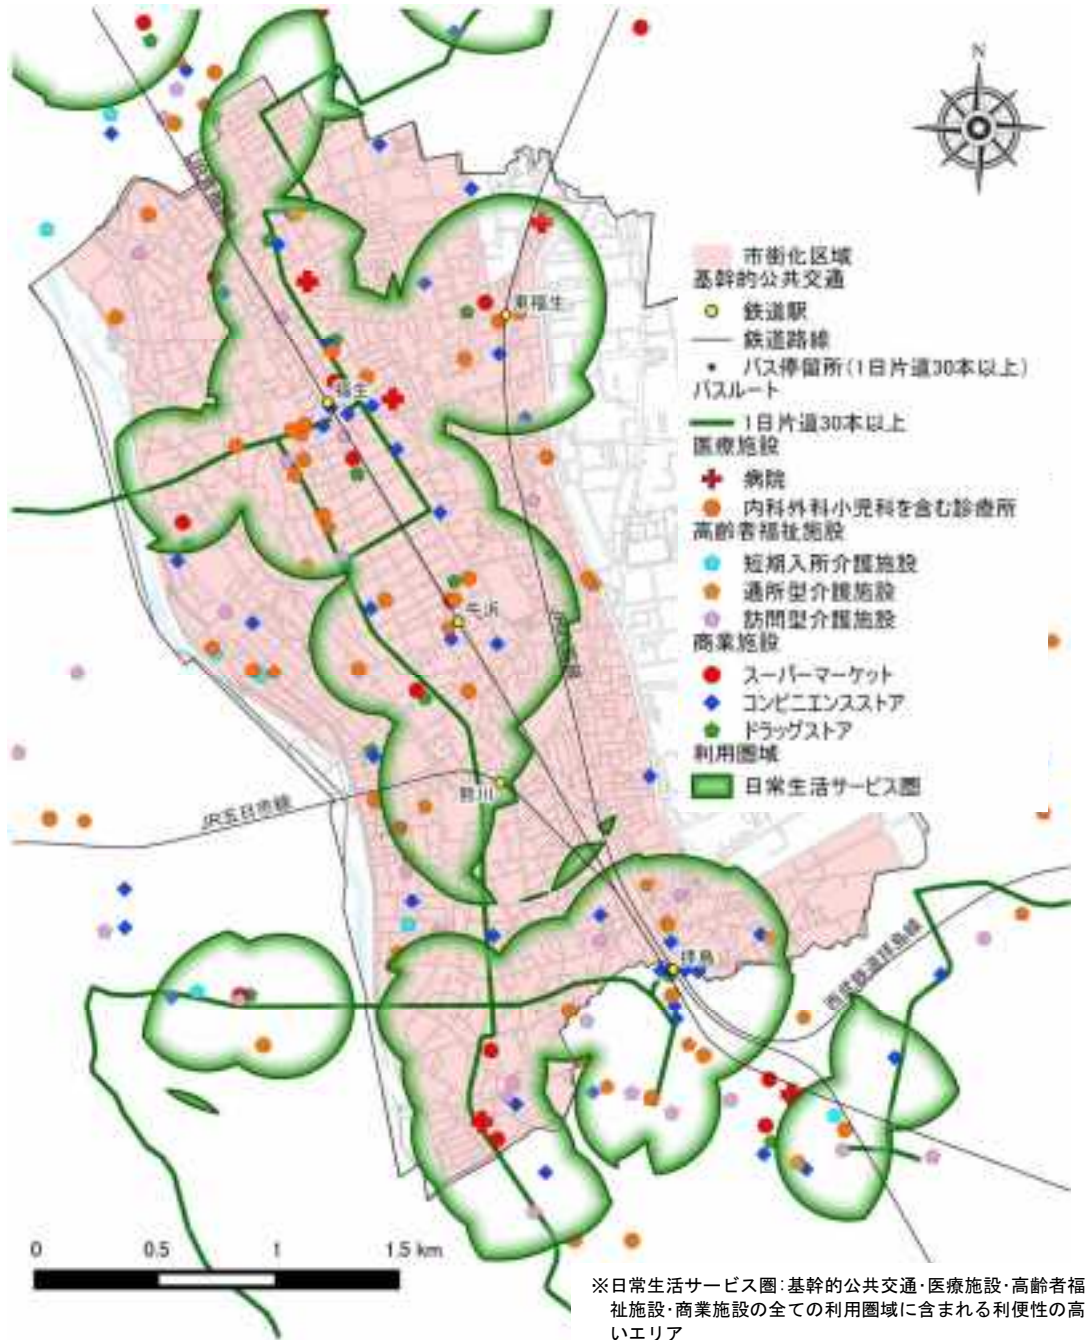 N
市街化区域
基幹的公共交通
鉄道駅
鉄道路線
バス停留所(1日片道30本以上)
バスルート
1日片道30本以上
医療施設
病院
内科外科小児科を含む診療所
高齢者福祉施設
短期入所介護施設
通所型介護施設
訪問型介護施設
商業施設
スーパーマーケット
コンビニエンスストア
ドラッグストア
利用圏域
日常生活サービス圏
東福生
福生
牛浜
熊川
拝島
JR五日市線
西武鉄道拝島線
0 0.5 1 1.5 km
※日常生活サービス圏:基幹的公共交通・医療施設・高齢者福
祉施設・商業施設の全ての利用圏域に含まれる利便性の高
いエリア